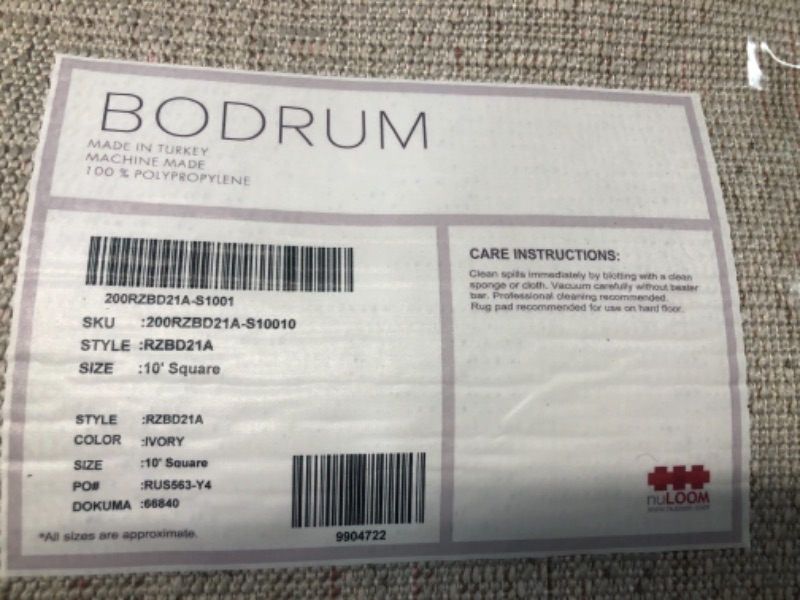 BODRUM
MADE IN TURKEY
MACHINE MADE
100 % POLYPROPYLENE
200RZBD21A-S1001
SKU :200RZBD21A-S10010
STYLE :RZBD21A
SIZE :10' Square
STYLE :RZBD21A
COLOR :IVORY
SIZE :10' Square
PO# :RUS563-Y4
DOKUMA :66840
*All sizes are approximate.
9904722
CARE INSTRUCTIONS:
Clean spills immediately by blotting with a clean
sponge or cloth. Vacuum carefully without beater
bar. Professional cleaning recommended.
Rug pad recommended for use on hard floor.
nuLOOM
www.nuloom.com